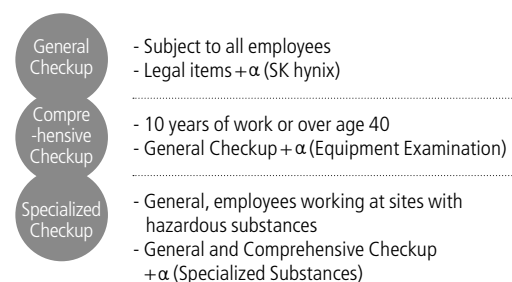 General
Checkup
- Subject to all employees
- Legal items+α (SK hynix)
Compre
-hensive
Checkup
- 10 years of work or over age 40
- General Checkup+α (Equipment Examination)
Specialized
Checkup
- General, employees working at sites with
hazardous substances
- General and Comprehensive Checkup
+α (Specialized Substances)